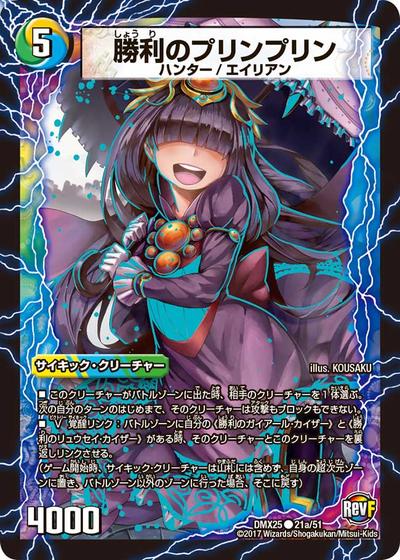 5
しょうり
勝利のプリンプリン
ハンター / エイリアン
サイキック・クリーチャー
illus. KOUSAKU
■このクリーチャーがバトルゾーンに出た時、相手のクリーチャーを1体選ぶ。
次の自分のターンのはじめまで、そのクリーチャーは攻撃もブロックもできない。
■V覚醒リンク：バトルゾーンに自分の《勝利のガイアール・カイザー》と《勝
利のリュウセイ・カイザー》がある時、そのクリーチャーとこのクリーチャーを裏
返しリンクさせる。
(ゲーム開始時、サイキック・クリーチャーは山札には含めず、自身の超次元ゾー
ンに置き、バトルゾーン以外のゾーンに行った場合、そこに戻す)
4000
RevF
DMX25 ● 21a/51
©2017 Wizards/Shogakukan/Mitsui-Kids